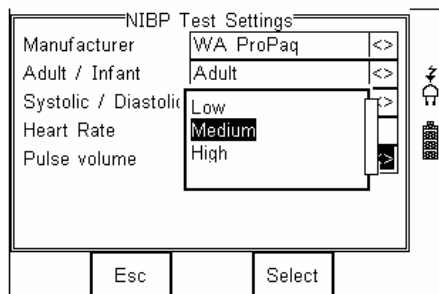 NIBP Test Settings
Manufacturer WA ProPaq <>
Adult / Infant Adult <>
Systolic / Diastolic <>
Heart Rate
Pulse volume <>
Low
Medium
High
Esc Select